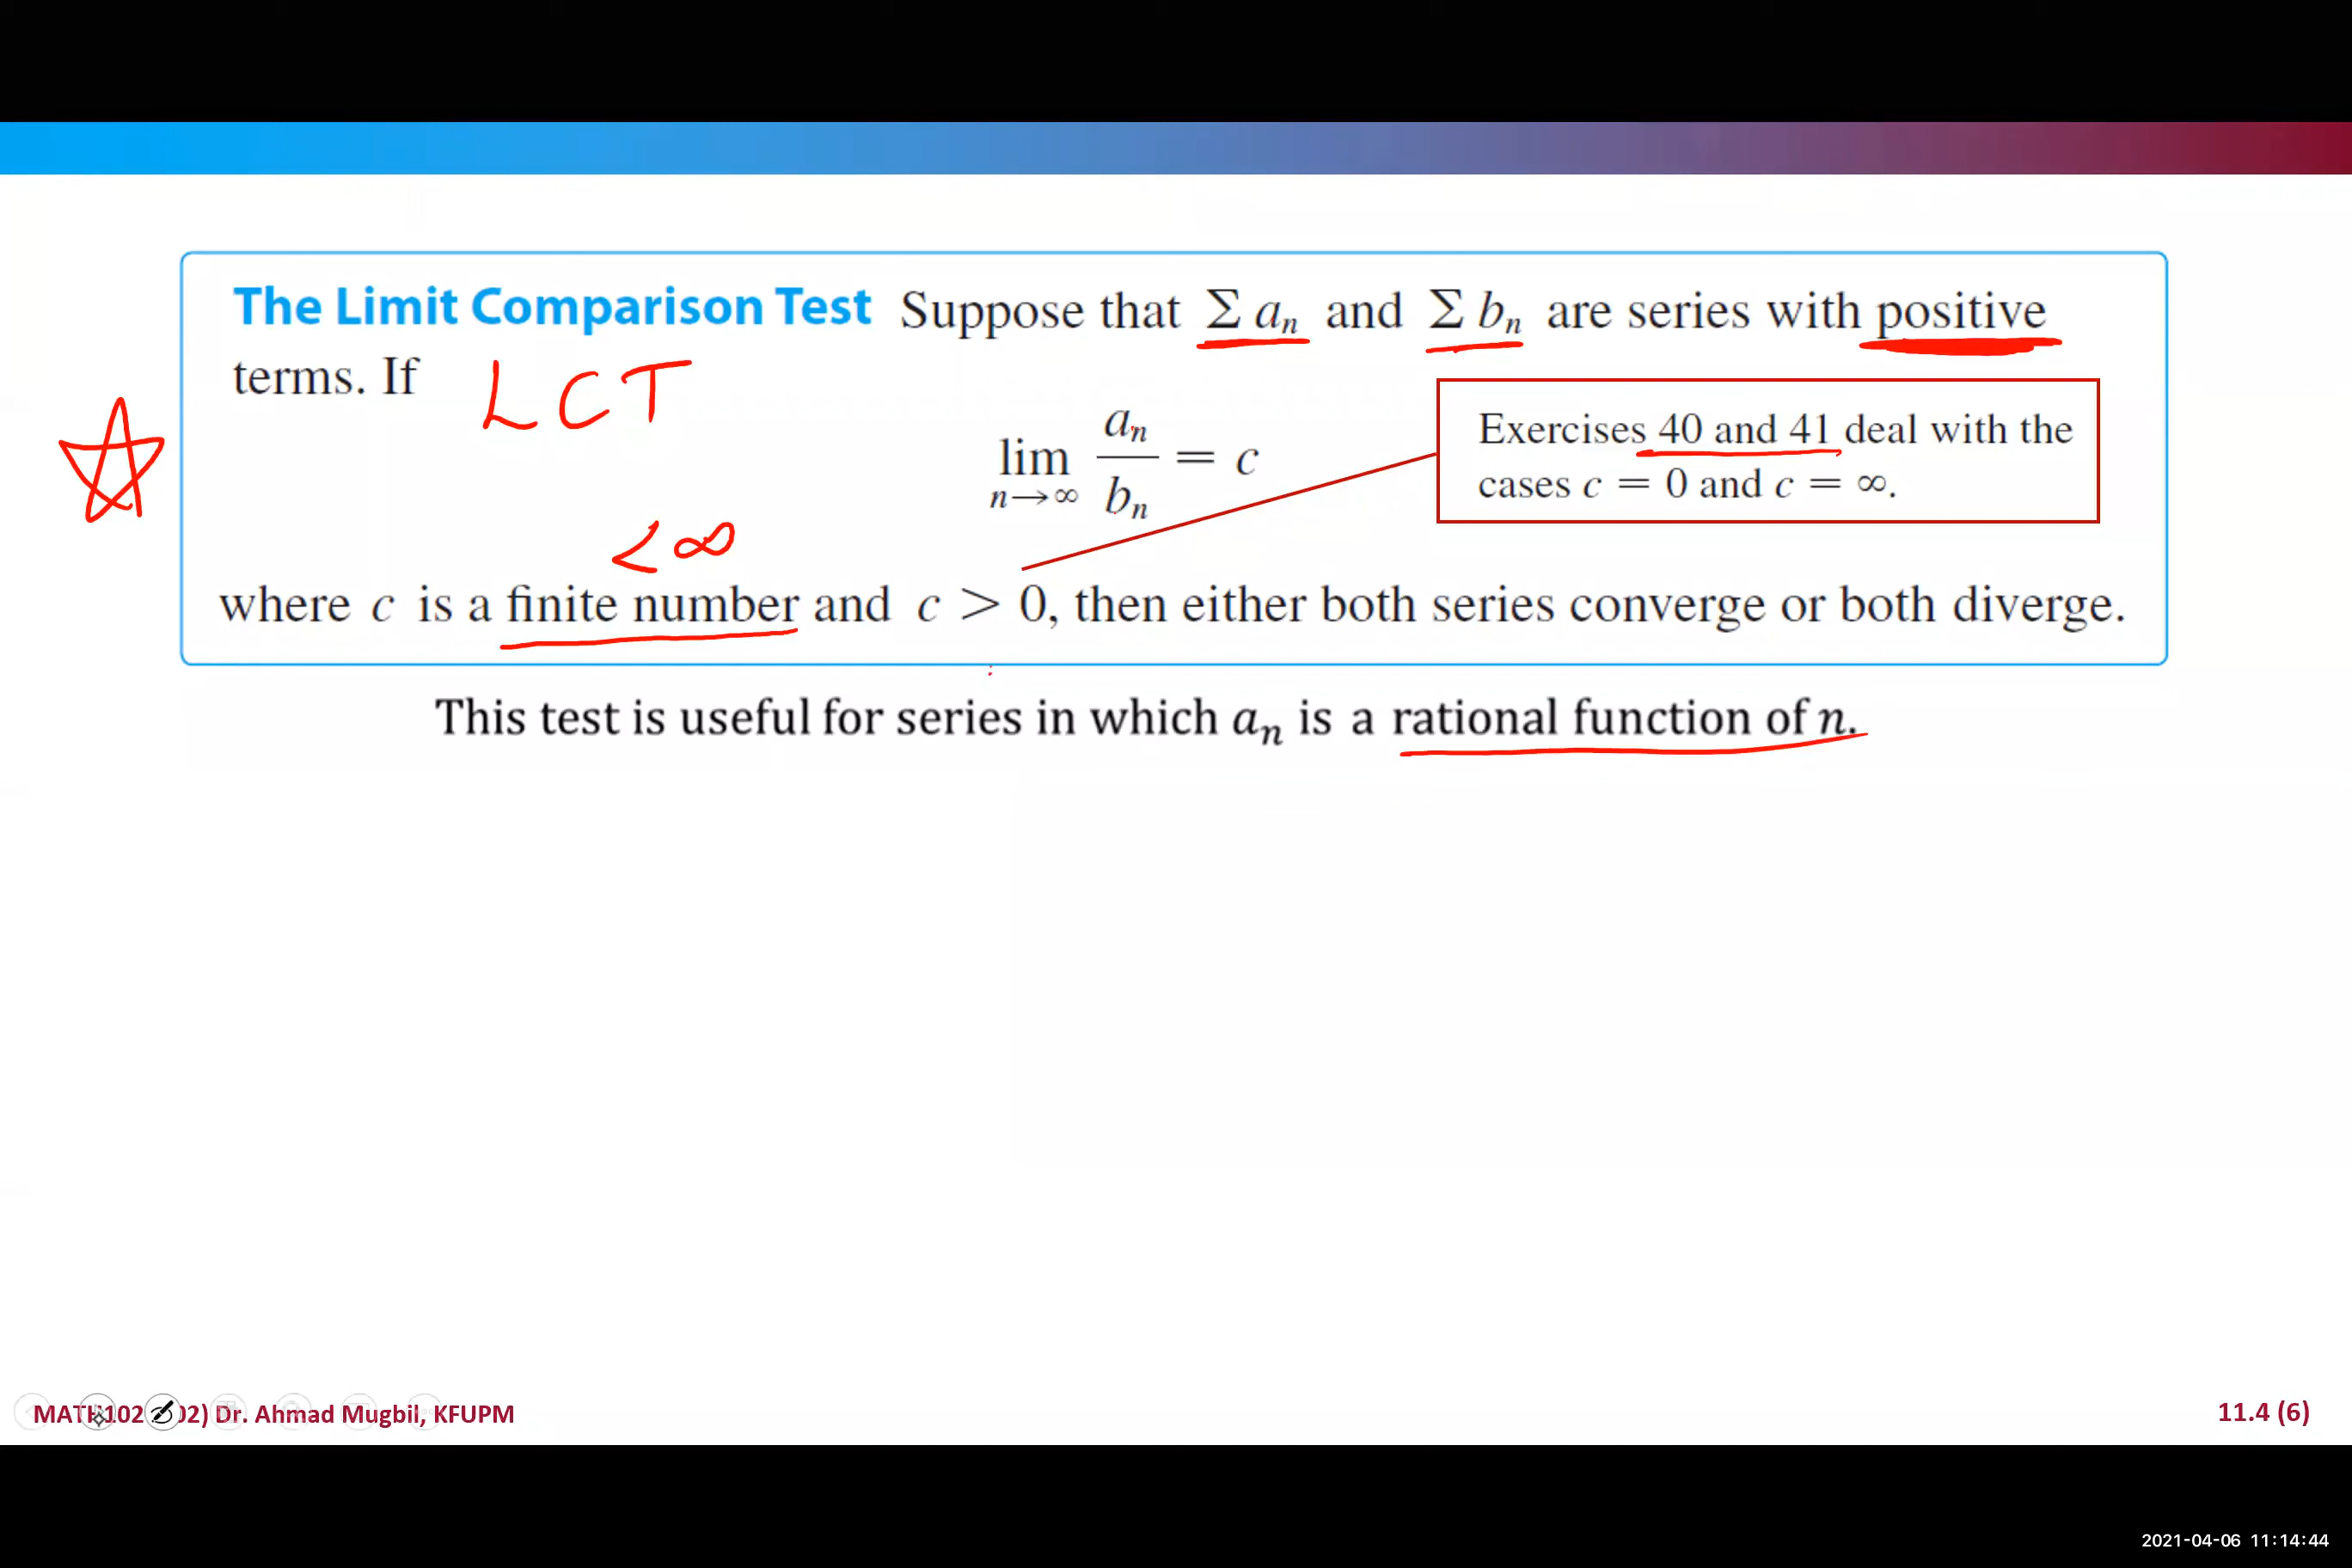 The Limit Comparison Test Suppose that Σ aₙ and Σ bₙ are series with positive
terms. If
LCT
lim n→∞ aₙ/bₙ = c
Exercises 40 and 41 deal with the
cases c = 0 and c = ∞.
< ∞
where c is a finite number and c > 0, then either both series converge or both diverge.
This test is useful for series in which aₙ is a rational function of n.
Dr. Ahmad Mugbil, KFUPM
11.4 (6)
2021-04-06 11:14:44